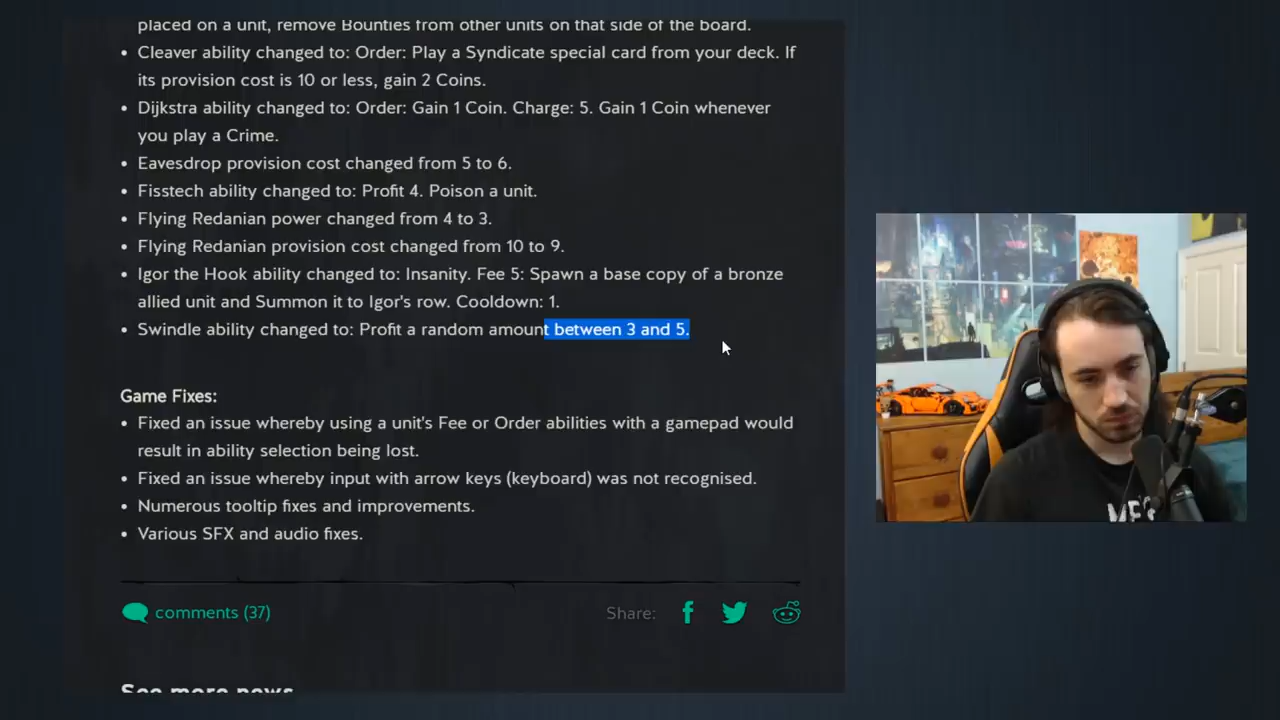 placed on a unit, remove Bounties from other units on that side of the board.
• Cleaver ability changed to: Order: Play a Syndicate special card from your deck. If
its provision cost is 10 or less, gain 2 Coins.
• Dijkstra ability changed to: Order: Gain 1 Coin. Charge: 5. Gain 1 Coin whenever
you play a Crime.
• Eavesdrop provision cost changed from 5 to 6.
• Fisstech ability changed to: Profit 4. Poison a unit.
• Flying Redanian power changed from 4 to 3.
• Flying Redanian provision cost changed from 10 to 9.
• Igor the Hook ability changed to: Insanity. Fee 5: Spawn a base copy of a bronze
allied unit and Summon it to Igor's row. Cooldown: 1.
• Swindle ability changed to: Profit a random amount between 3 and 5.
Game Fixes:
• Fixed an issue whereby using a unit's Fee or Order abilities with a gamepad would
result in ability selection being lost.
• Fixed an issue whereby input with arrow keys (keyboard) was not recognised.
• Numerous tooltip fixes and improvements.
• Various SFX and audio fixes.
comments (37)
Share:
See more news